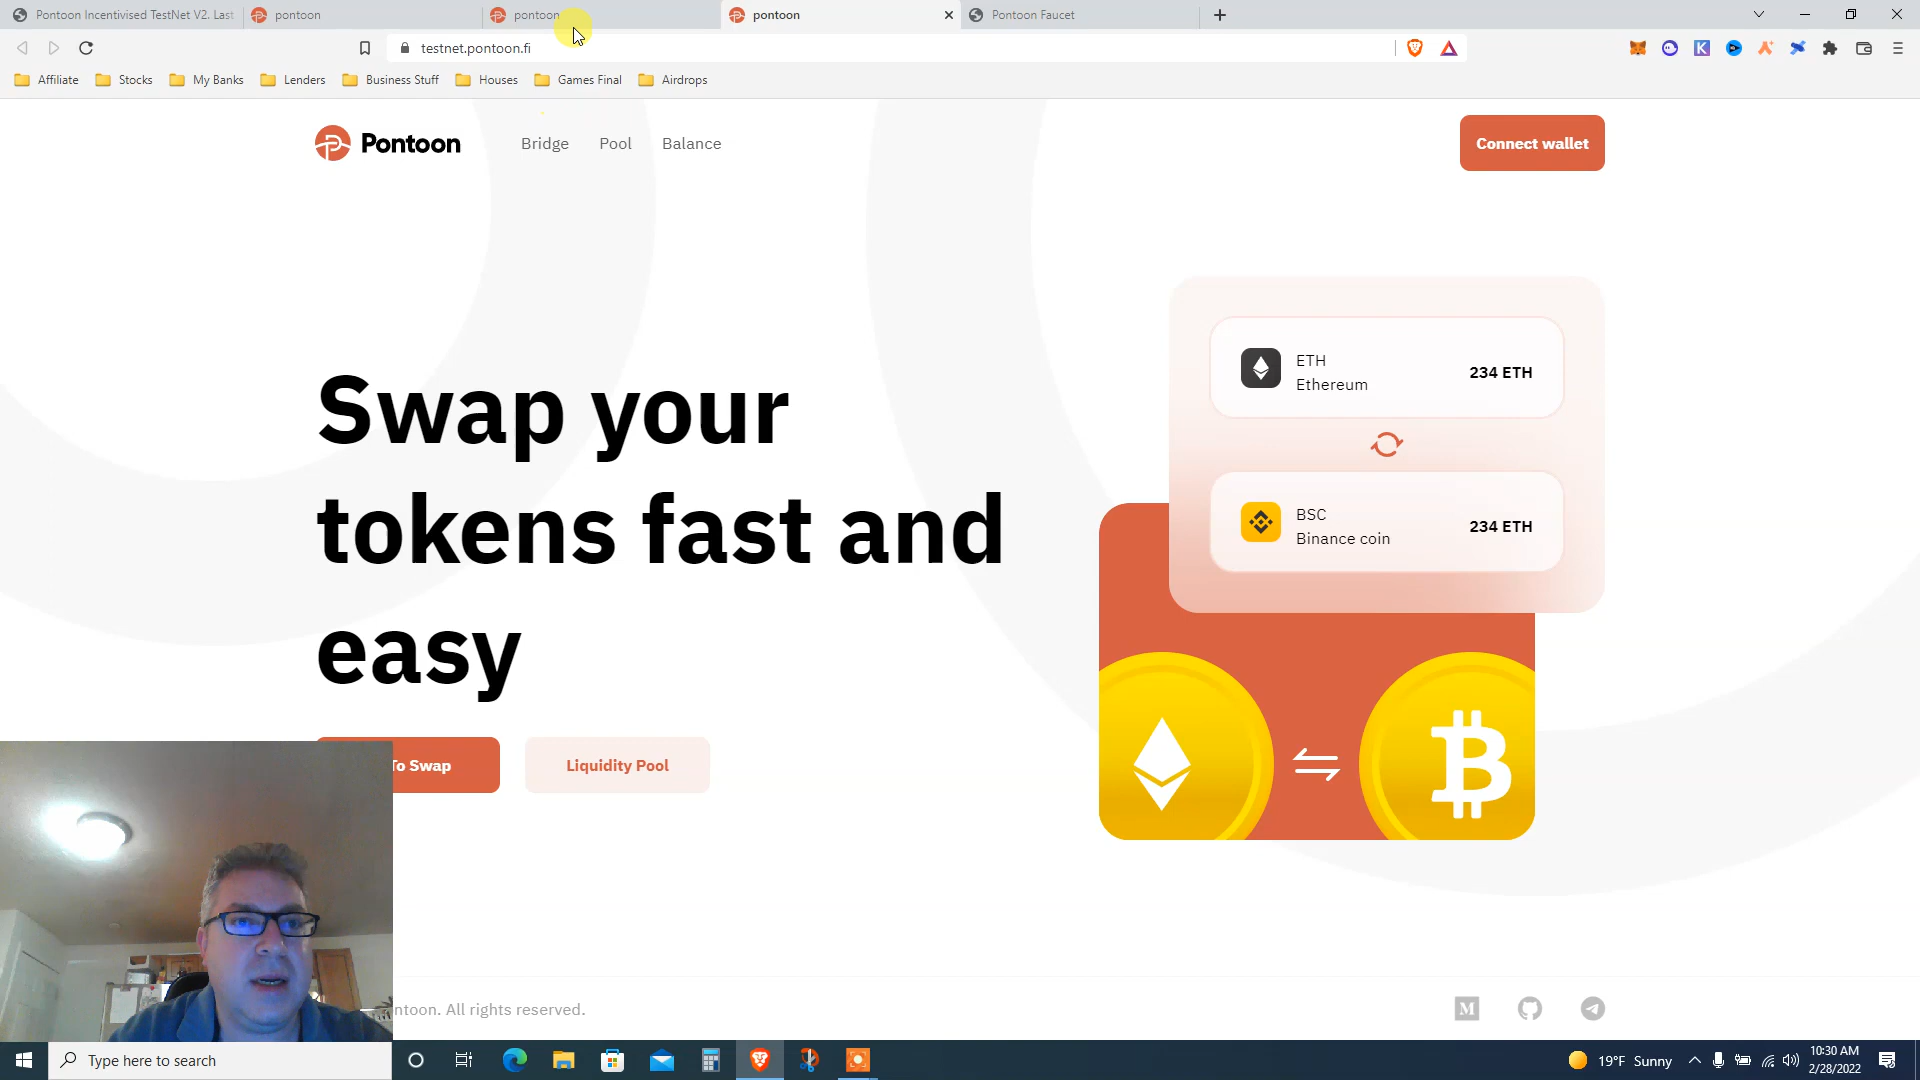 Pontoon Incentivised TestNet V2. Last
pontoon
pontoon
pontoon
Pontoon Faucet
testnet.pontoon.fi
Affiliate
Stocks
My Banks
Lenders
Business Stuff
Houses
Games Final
Airdrops
Pontoon
Bridge
Pool
Balance
Connect wallet
Swap your
tokens fast and
easy
To Swap
Liquidity Pool
ETH
Ethereum
234 ETH
BSC
Binance coin
234 ETH
ntoon. All rights reserved.
Type here to search
19°F Sunny
10:30 AM
2/28/2022